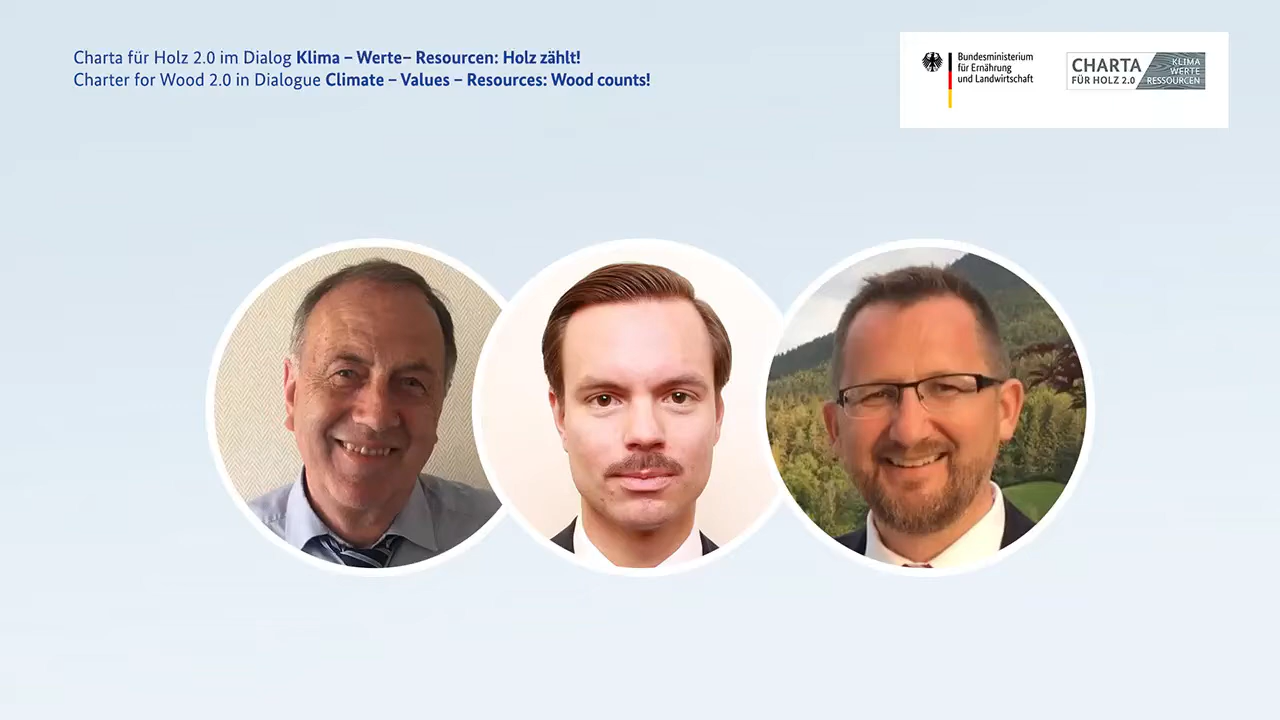 Charta für Holz 2.0 im Dialog Klima – Werte– Resourcen: Holz zählt!
Charter for Wood 2.0 in Dialogue Climate – Values – Resources: Wood counts!
Bundesministerium
für Ernährung
und Landwirtschaft
CHARTA
FÜR HOLZ 2.0
KLIMA
WERTE
RESSOURCEN